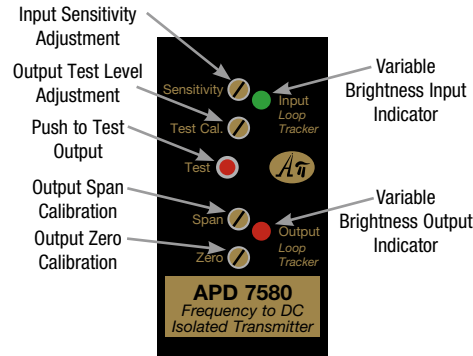 Input Sensitivity
Adjustment
Output Test Level
Adjustment
Push to Test
Output
Output Span
Calibration
Output Zero
Calibration
Sensitivity
Test Cal.
Test
Span
Zero
Input
Loop
Tracker
Aπ
Output
Loop
Tracker
APD 7580
Frequency to DC
Isolated Transmitter
Variable
Brightness Input
Indicator
Variable
Brightness Output
Indicator